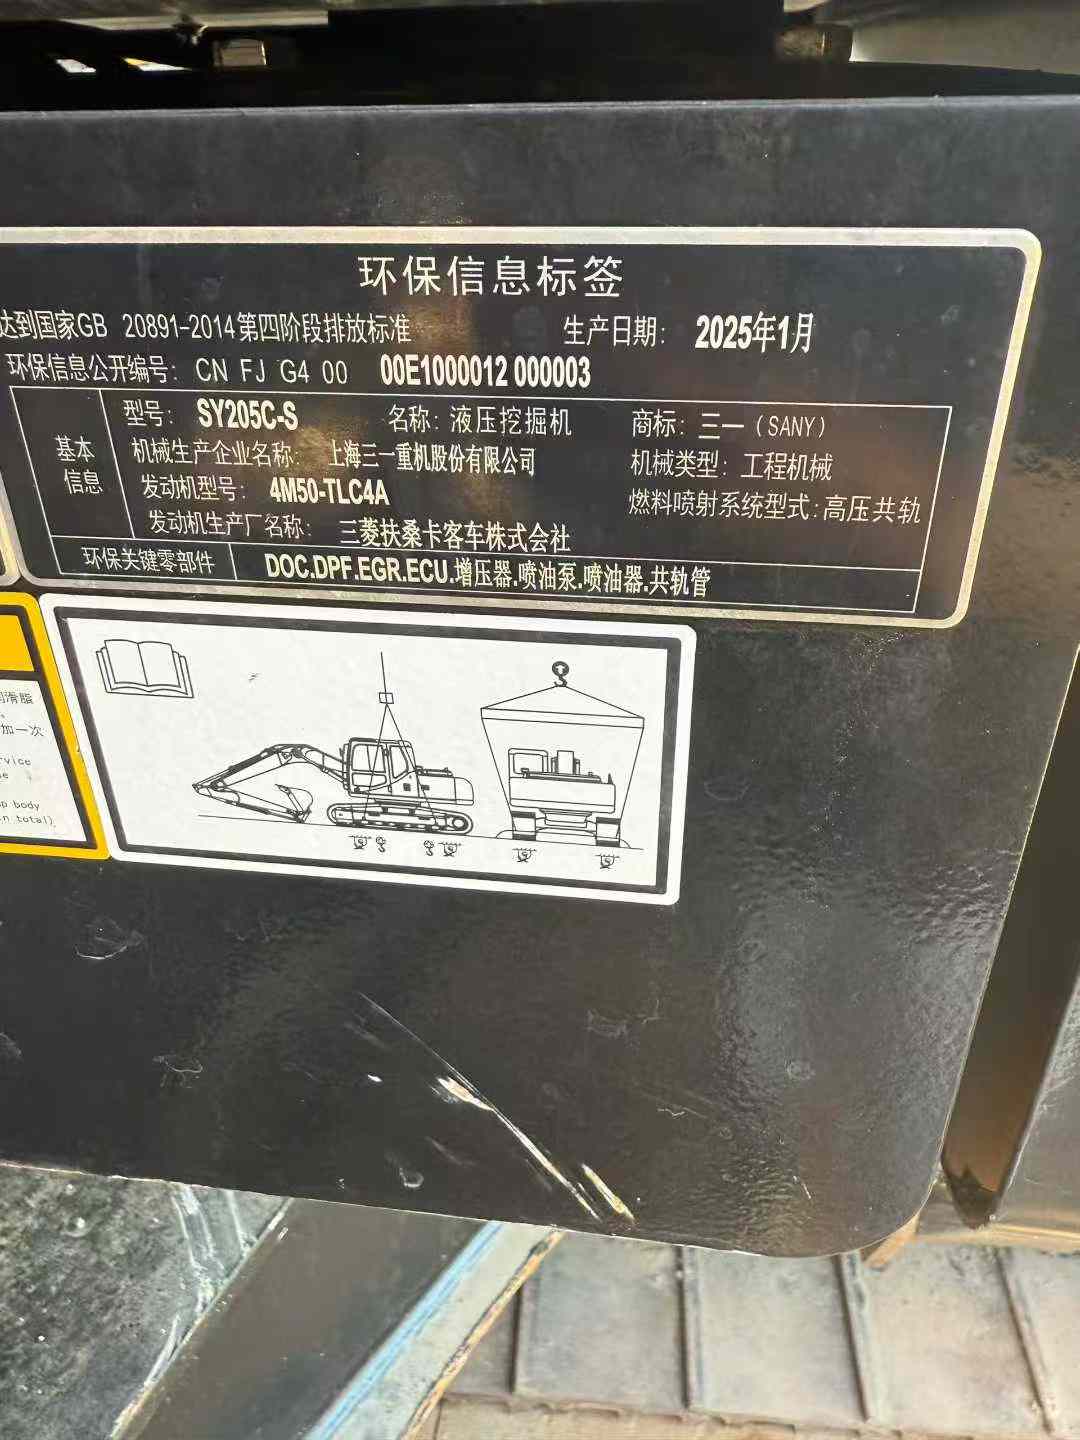 环保信息标签
达到国家GB 20891-2014第四阶段排放标准 生产日期: 2025年1月
环保信息公开编号: CN FJ G4 00 00E1000012 000003
基本信息
型号: SY205C-S 名称: 液压挖掘机 商标: 三一 (SANY)
机械生产企业名称: 上海三一重机股份有限公司 机械类型: 工程机械
发动机型号: 4M50-TLC4A 燃料喷射系统型式: 高压共轨
发动机生产厂名称: 三菱扶桑卡客车株式会社
环保关键零部件 DOC.DPF.EGR.ECU.增压器.喷油泵.喷油器.共轨管
滑脂
加一次
body
total)